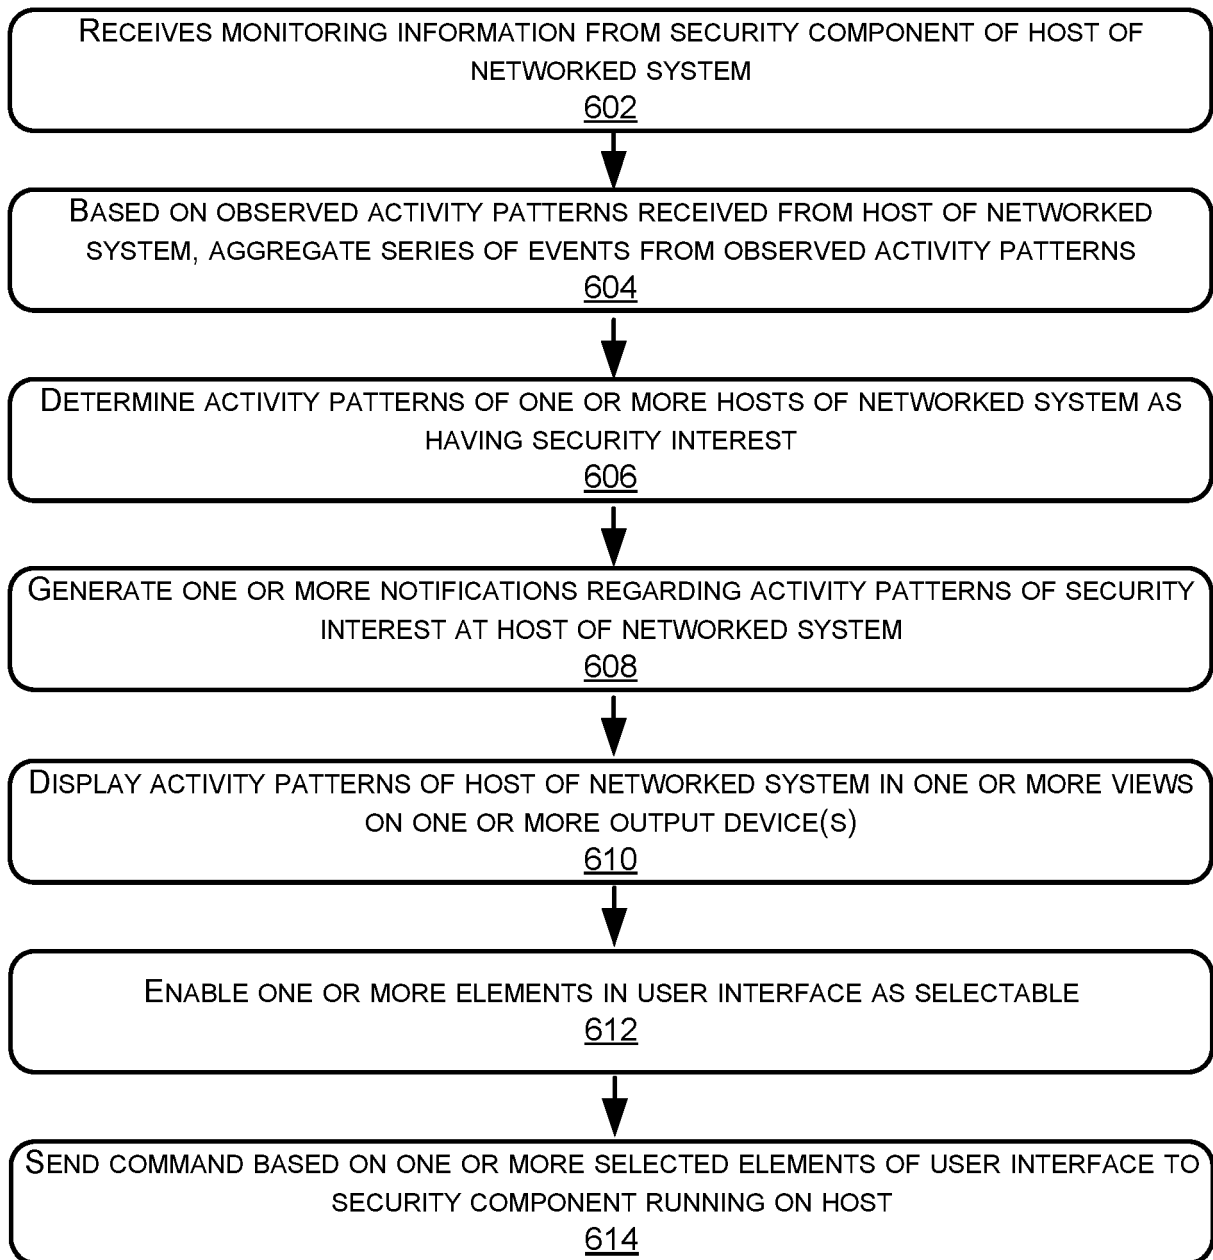 RECEIVES MONITORING INFORMATION FROM SECURITY COMPONENT OF HOST OF
NETWORKED SYSTEM
602
BASED ON OBSERVED ACTIVITY PATTERNS RECEIVED FROM HOST OF NETWORKED
SYSTEM, AGGREGATE SERIES OF EVENTS FROM OBSERVED ACTIVITY PATTERNS
604
DETERMINE ACTIVITY PATTERNS OF ONE OR MORE HOSTS OF NETWORKED SYSTEM AS
HAVING SECURITY INTEREST
606
GENERATE ONE OR MORE NOTIFICATIONS REGARDING ACTIVITY PATTERNS OF SECURITY
INTEREST AT HOST OF NETWORKED SYSTEM
608
DISPLAY ACTIVITY PATTERNS OF HOST OF NETWORKED SYSTEM IN ONE OR MORE VIEWS
ON ONE OR MORE OUTPUT DEVICE(S)
610
ENABLE ONE OR MORE ELEMENTS IN USER INTERFACE AS SELECTABLE
612
SEND COMMAND BASED ON ONE OR MORE SELECTED ELEMENTS OF USER INTERFACE TO
SECURITY COMPONENT RUNNING ON HOST
614